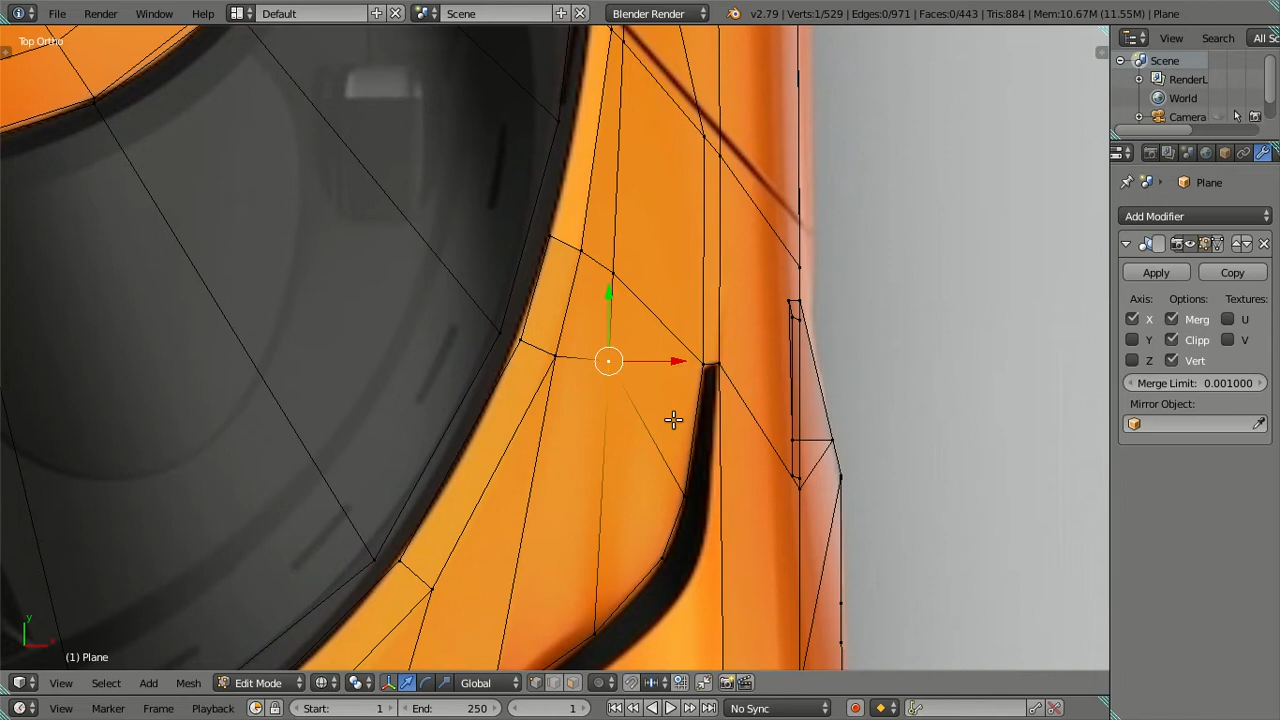 File Render Window Help Default Scene Blender Render v2.79 | Verts:1/529 | Edges:0/971 | Faces:0/443 | Tris:884 | Mem:10.67M (11.55M) | Plane
Top Ortho
View Search All Sc
Scene
RenderL
World
Camera
Plane
Add Modifier
Apply Copy
Axis: Options: Textures:
X Merg U
Y Clipp V
Z Vert
Merge Limit: 0.001000
Mirror Object:
y
x
(1) Plane
View Select Add Mesh Edit Mode Global
View Marker Frame Playback Start: 1 End: 250 1 No Sync